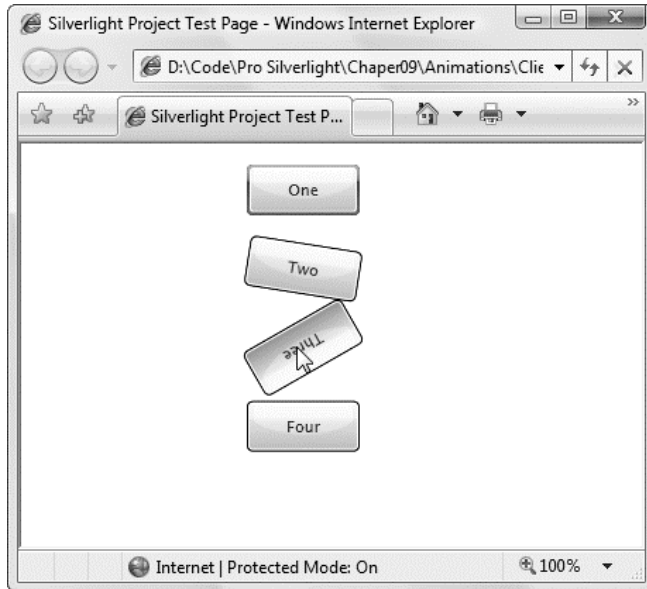 Silverlight Project Test Page - Windows Internet Explorer
D:\Code\Pro Silverlight\Chaper09\Animations\Clie
Silverlight Project Test P...
One
Two
Three
Four
Internet | Protected Mode: On
100%